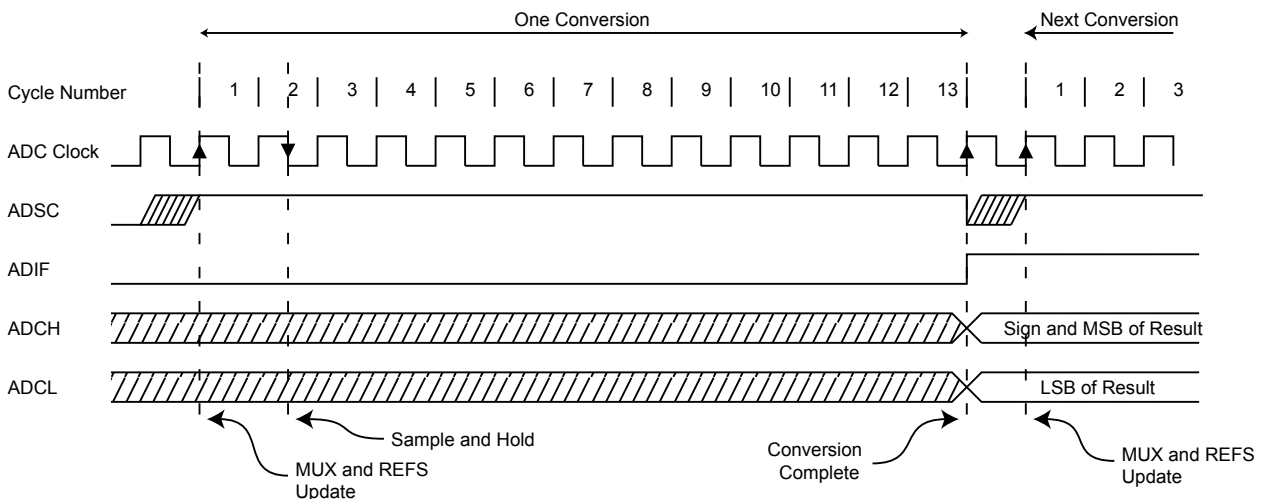 One Conversion
Next Conversion
Cycle Number 1 2 3 4 5 6 7 8 9 10 11 12 13 1 2 3
ADC Clock
ADSC
ADIF
ADCH
Sign and MSB of Result
ADCL
LSB of Result
MUX and REFS
Update
Sample and Hold
Conversion
Complete
MUX and REFS
Update